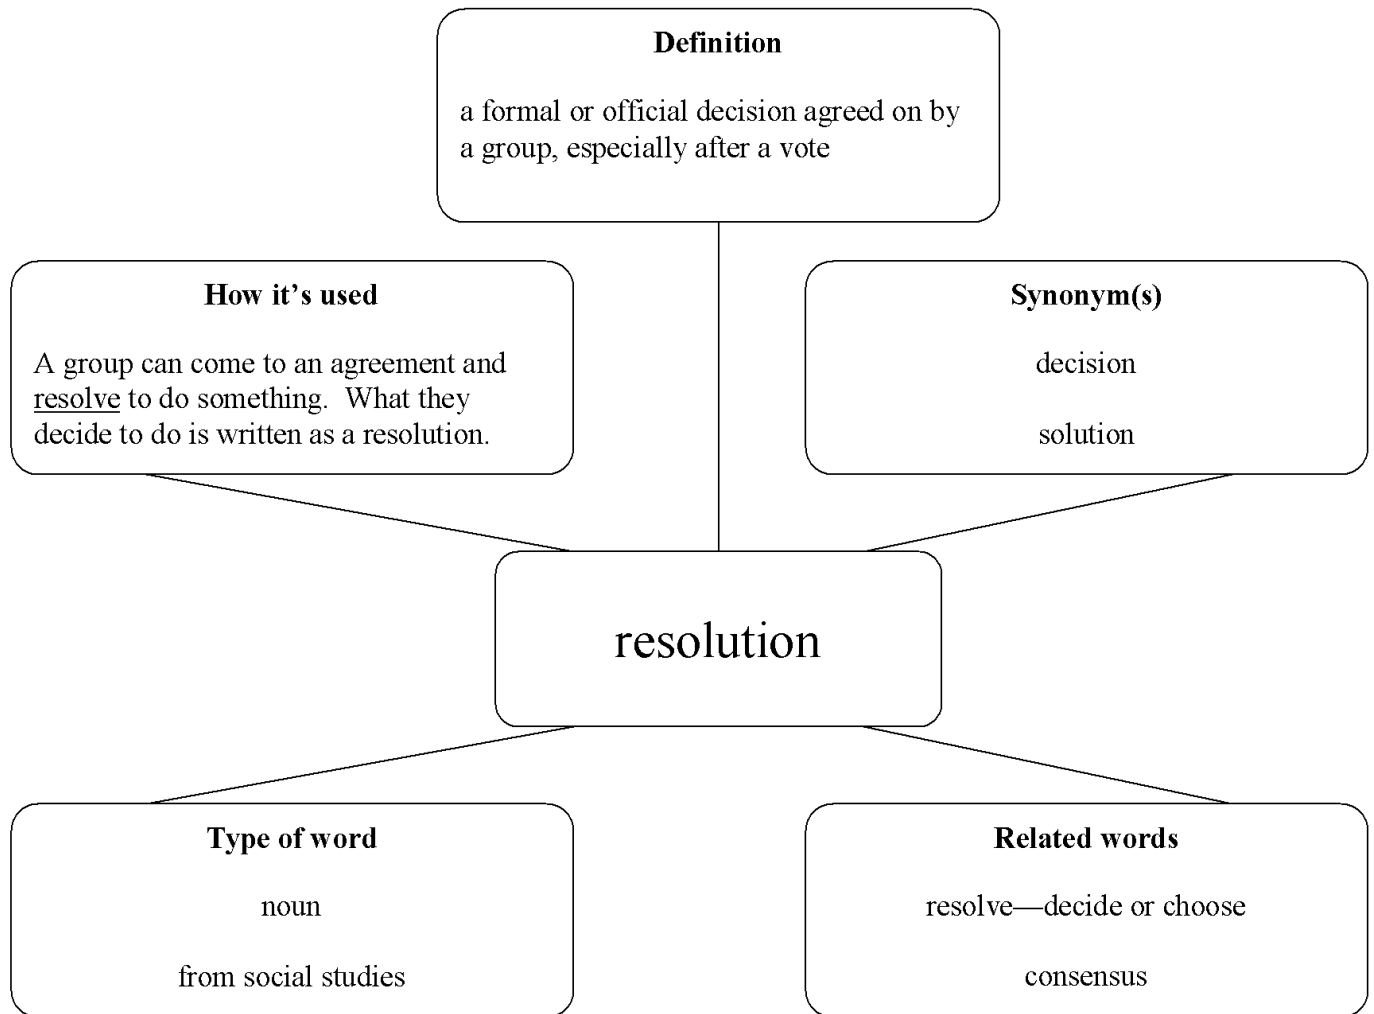 Definition
a formal or official decision agreed on by
a group, especially after a vote
How it’s used
A group can come to an agreement and
resolve to do something.  What they
decide to do is written as a resolution.
Synonym(s)
decision
solution
resolution
Type of word
noun
from social studies
Related words
resolve—decide or choose
consensus